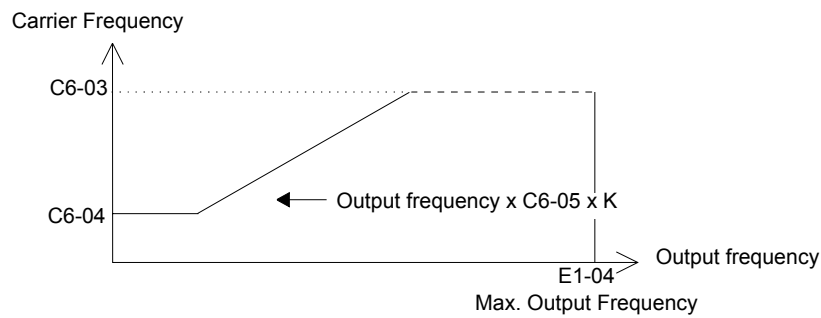 Carrier Frequency
C6-03
Output frequency x C6-05 x K
C6-04
Output frequency
E1-04
Max. Output Frequency